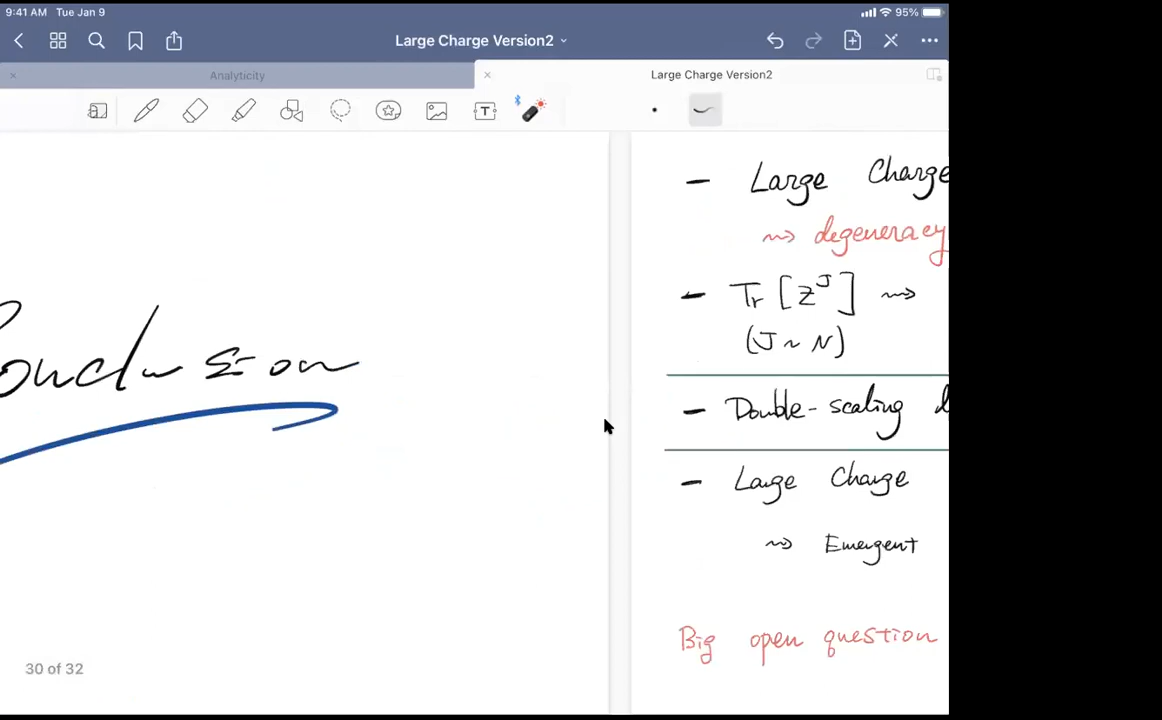 9:41 AM Tue Jan 9
95%
Large Charge Version2
Analyticity
Large Charge Version2
Conclusion
30 of 32
- Large Charge
⇝ degeneracy
- Tr [Z^J] ⇝
(J ~ N)
- Double-scaling
- Large Charge
⇝ Emergent
Big open question